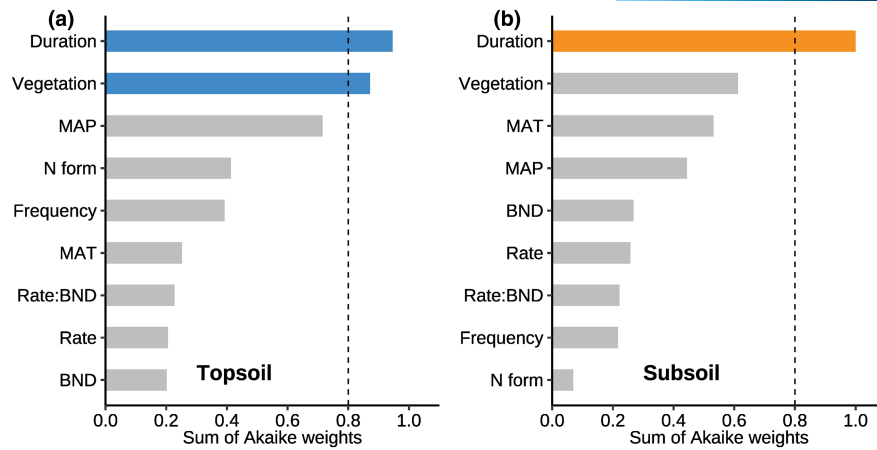 (a)
Duration
Vegetation
MAP
N form
Frequency
MAT
Rate:BND
Rate
BND
Topsoil
0.0 0.2 0.4 0.6 0.8 1.0
Sum of Akaike weights
(b)
Duration
Vegetation
MAT
MAP
BND
Rate
Rate:BND
Frequency
N form
Subsoil
0.0 0.2 0.4 0.6 0.8 1.0
Sum of Akaike weights